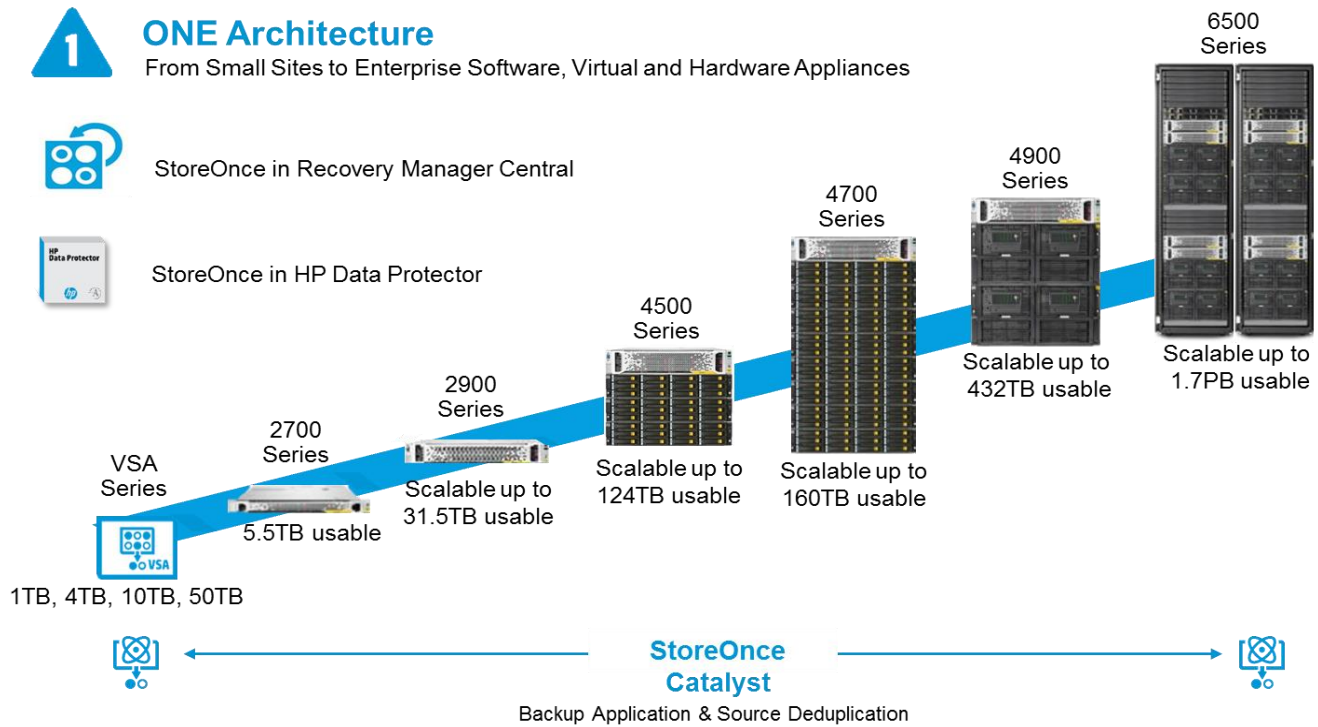 1
ONE Architecture
From Small Sites to Enterprise Software, Virtual and Hardware Appliances
StoreOnce in Recovery Manager Central
HP
Data Protector
hp
StoreOnce in HP Data Protector
VSA
Series
VSA
1TB, 4TB, 10TB, 50TB
2700
Series
5.5TB usable
2900
Series
Scalable up to
31.5TB usable
4500
Series
Scalable up to
124TB usable
4700
Series
Scalable up to
160TB usable
4900
Series
Scalable up to
432TB usable
6500
Series
Scalable up to
1.7PB usable
StoreOnce
Catalyst
Backup Application & Source Deduplication